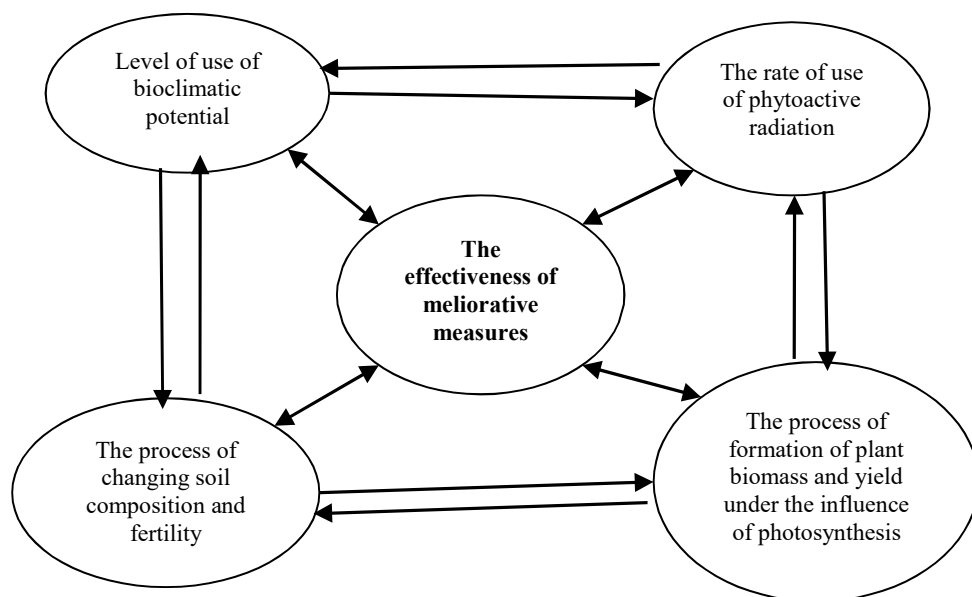 Level of use of
bioclimatic
potential
The rate of use
of phytoactive
radiation
The
effectiveness of
meliorative
measures
The process of
changing soil
composition and
fertility
The process of
formation of plant
biomass and yield
under the influence
of photosynthesis